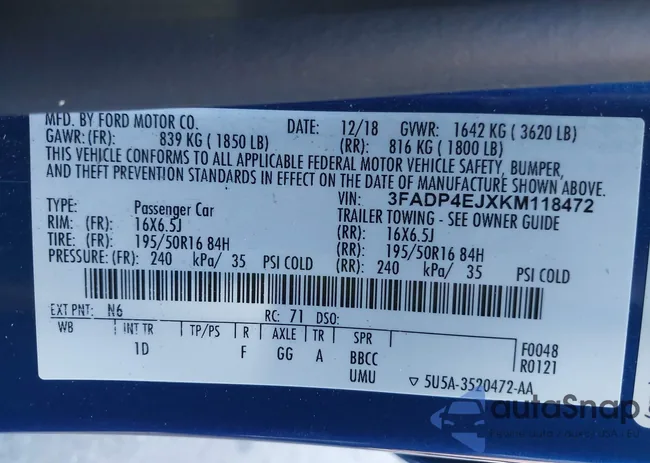 MFD. BY FORD MOTOR CO. DATE: 12/18 GVWR: 1642 KG ( 3620 LB)
GAWR: (FR): 839 KG ( 1850 LB) (RR): 816 KG ( 1800 LB)
THIS VEHICLE CONFORMS TO ALL APPLICABLE FEDERAL MOTOR VEHICLE SAFETY, BUMPER,
AND THEFT PREVENTION STANDARDS IN EFFECT ON THE DATE OF MANUFACTURE SHOWN ABOVE.
VIN: 3FADP4EJXKM118472
TYPE: Passenger Car TRAILER TOWING - SEE OWNER GUIDE
RIM: (FR): 16X6.5J (RR): 16X6.5J
TIRE: (FR): 195/50R16 84H (RR): 195/50R16 84H
PRESSURE: (FR): 240 kPa/ 35 PSI COLD (RR): 240 kPa/ 35 PSI COLD
EXT PNT: N6 RC: 71 DSO:
WB INT TR TP/PS R AXLE TR SPR F0048
1D F GG A BBCC R0121
UMU ▽ 5U5A-3520472-AA
autoSnap